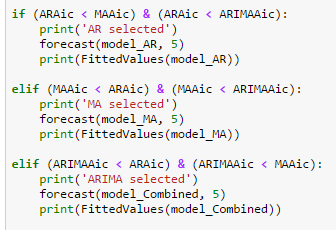 if (ARAic < MAAic) & (ARAic < ARIMAAic):
    print('AR selected')
    forecast(model_AR, 5)
    print(FittedValues(model_AR))
elif (MAAic < ARAic) & (MAAic < ARIMAAic):
    print('MA selected')
    forecast(model_MA, 5)
    print(FittedValues(model_MA))
elif (ARIMAAic < ARAic) & (ARIMAAic < MAAic):
    print('ARIMA selected')
    forecast(model_Combined, 5)
    print(FittedValues(model_Combined))